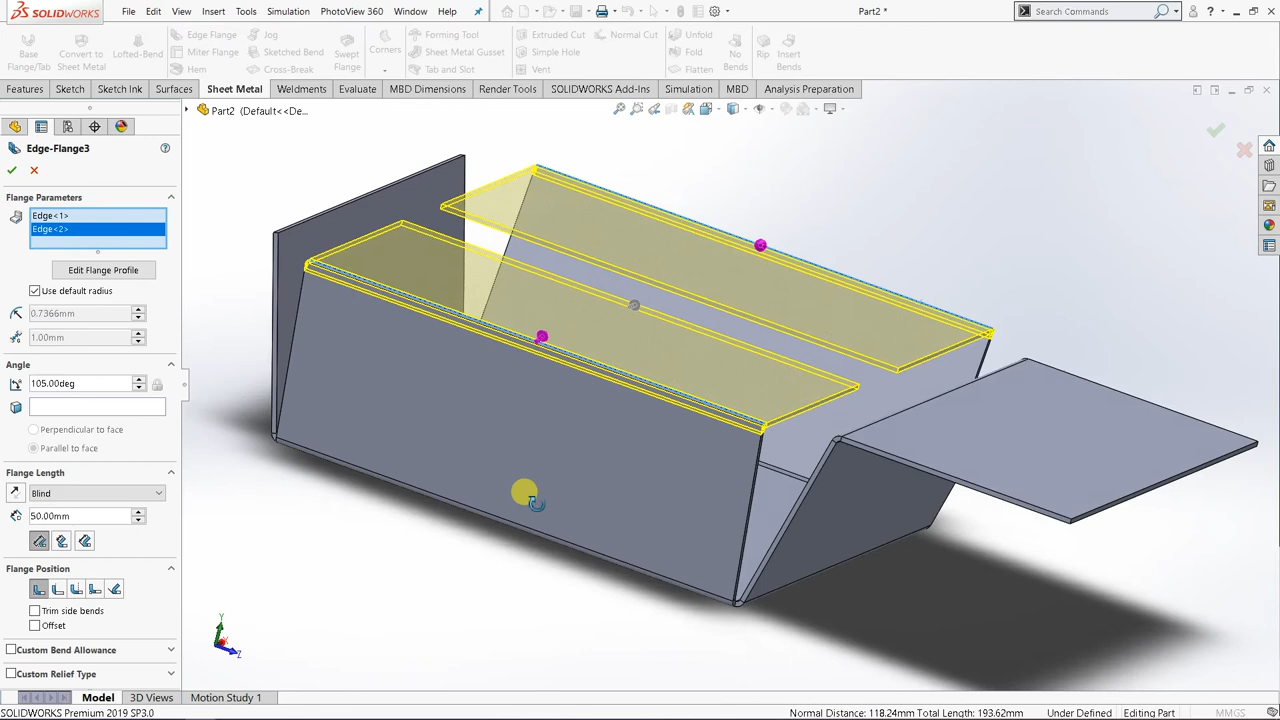 SOLIDWORKS File Edit View Insert Tools Simulation PhotoView 360 Window Help Part2 * Search Commands
Base Flange/Tab
Convert to Sheet Metal
Lofted-Bend
Edge Flange
Miter Flange
Hem
Jog
Sketched Bend
Cross-Break
Swept Flange
Corners
Forming Tool
Sheet Metal Gusset
Tab and Slot
Extruded Cut
Simple Hole
Vent
Normal Cut
Unfold
Fold
Flatten
No Bends
Rip
Insert Bends
Features Sketch Sketch Ink Surfaces Sheet Metal Weldments Evaluate MBD Dimensions Render Tools SOLIDWORKS Add-Ins Simulation MBD Analysis Preparation
Part2 (Default<<De...
Edge-Flange3
Flange Parameters
Edge<1>
Edge<2>
Edit Flange Profile
Use default radius
0.7366mm
1.00mm
Angle
105.00deg
Perpendicular to face
Parallel to face
Flange Length
Blind
50.00mm
Flange Position
Trim side bends
Offset
Custom Bend Allowance
Custom Relief Type
Y
X
Z
Model 3D Views Motion Study 1
SOLIDWORKS Premium 2019 SP3.0 Normal Distance: 118.24mm Total Length: 193.62mm Under Defined Editing Part MMGS